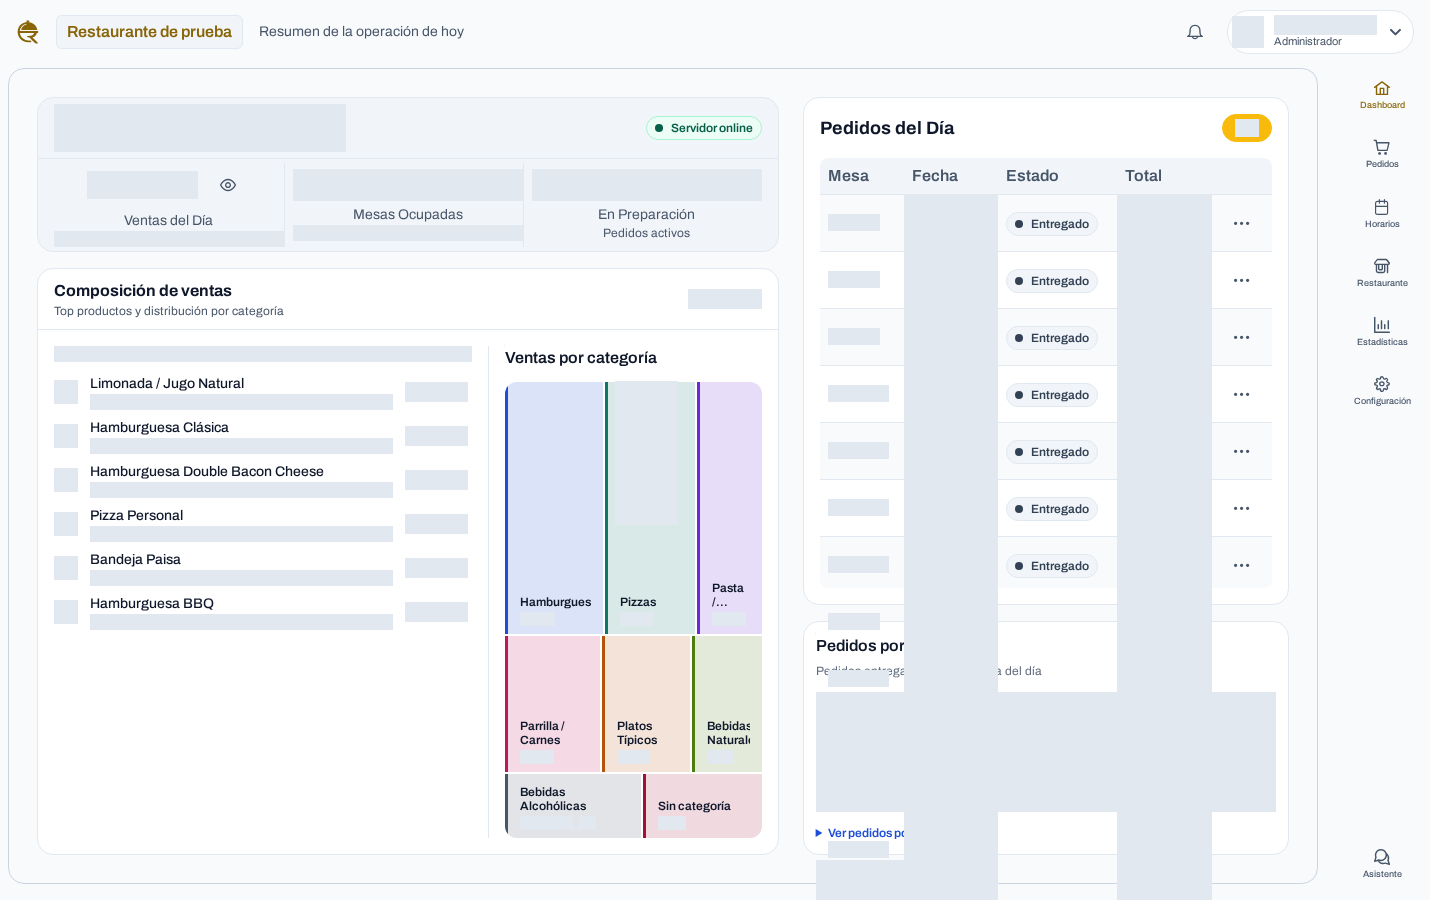 Restaurante de prueba
Resumen de la operación de hoy
Administrador
Servidor online
Ventas del Día
Mesas Ocupadas
En Preparación
Pedidos activos
Composición de ventas
Top productos y distribución por categoría
Limonada / Jugo Natural
Hamburguesa Clásica
Hamburguesa Double Bacon Cheese
Pizza Personal
Bandeja Paisa
Hamburguesa BBQ
Ventas por categoría
Hamburgues
Pizzas
Pasta
/...
Parrilla /
Carnes
Platos
Típicos
Bebidas
Natural
Bebidas
Alcohólicas
Sin categoría
Pedidos del Día
Mesa Fecha Estado Total
Entregado
Entregado
Entregado
Entregado
Entregado
Entregado
Entregado
Pedidos por
a del día
Ver pedidos po
Dashboard
Pedidos
Horarios
Restaurante
Estadísticas
Configuración
Asistente